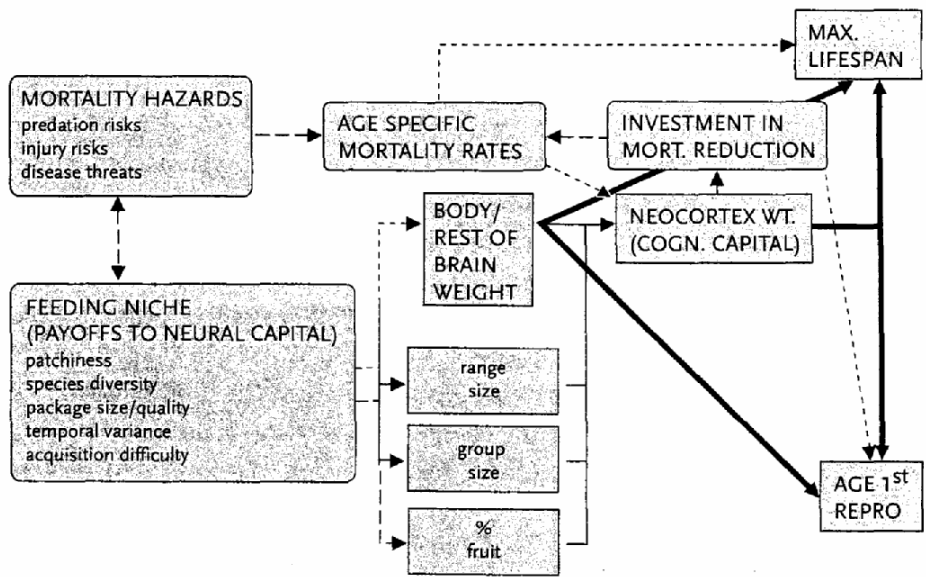 MAX.
LIFESPAN
MORTALITY HAZARDS
predation risks
injury risks
disease threats
AGE SPECIFIC
MORTALITY RATES
INVESTMENT IN
MORT. REDUCTION
BODY/
REST OF
BRAIN
WEIGHT
NEOCORTEX WT.
(COGN. CAPITAL)
FEEDING NICHE
(PAYOFFS TO NEURAL CAPITAL)
patchiness
species diversity
package size/quality
temporal variance
acquisition difficulty
range
size
group
size
%
fruit
AGE 1st
REPRO